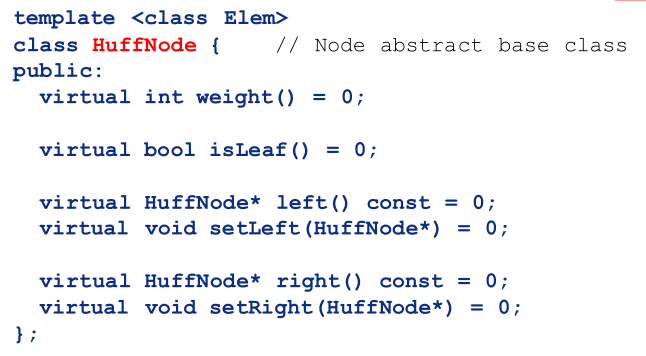 template <class Elem>
class HuffNode {    // Node abstract base class
public:
  virtual int weight() = 0;

  virtual bool isLeaf() = 0;

  virtual HuffNode* left() const = 0;
  virtual void setLeft(HuffNode*) = 0;

  virtual HuffNode* right() const = 0;
  virtual void setRight(HuffNode*) = 0;
};